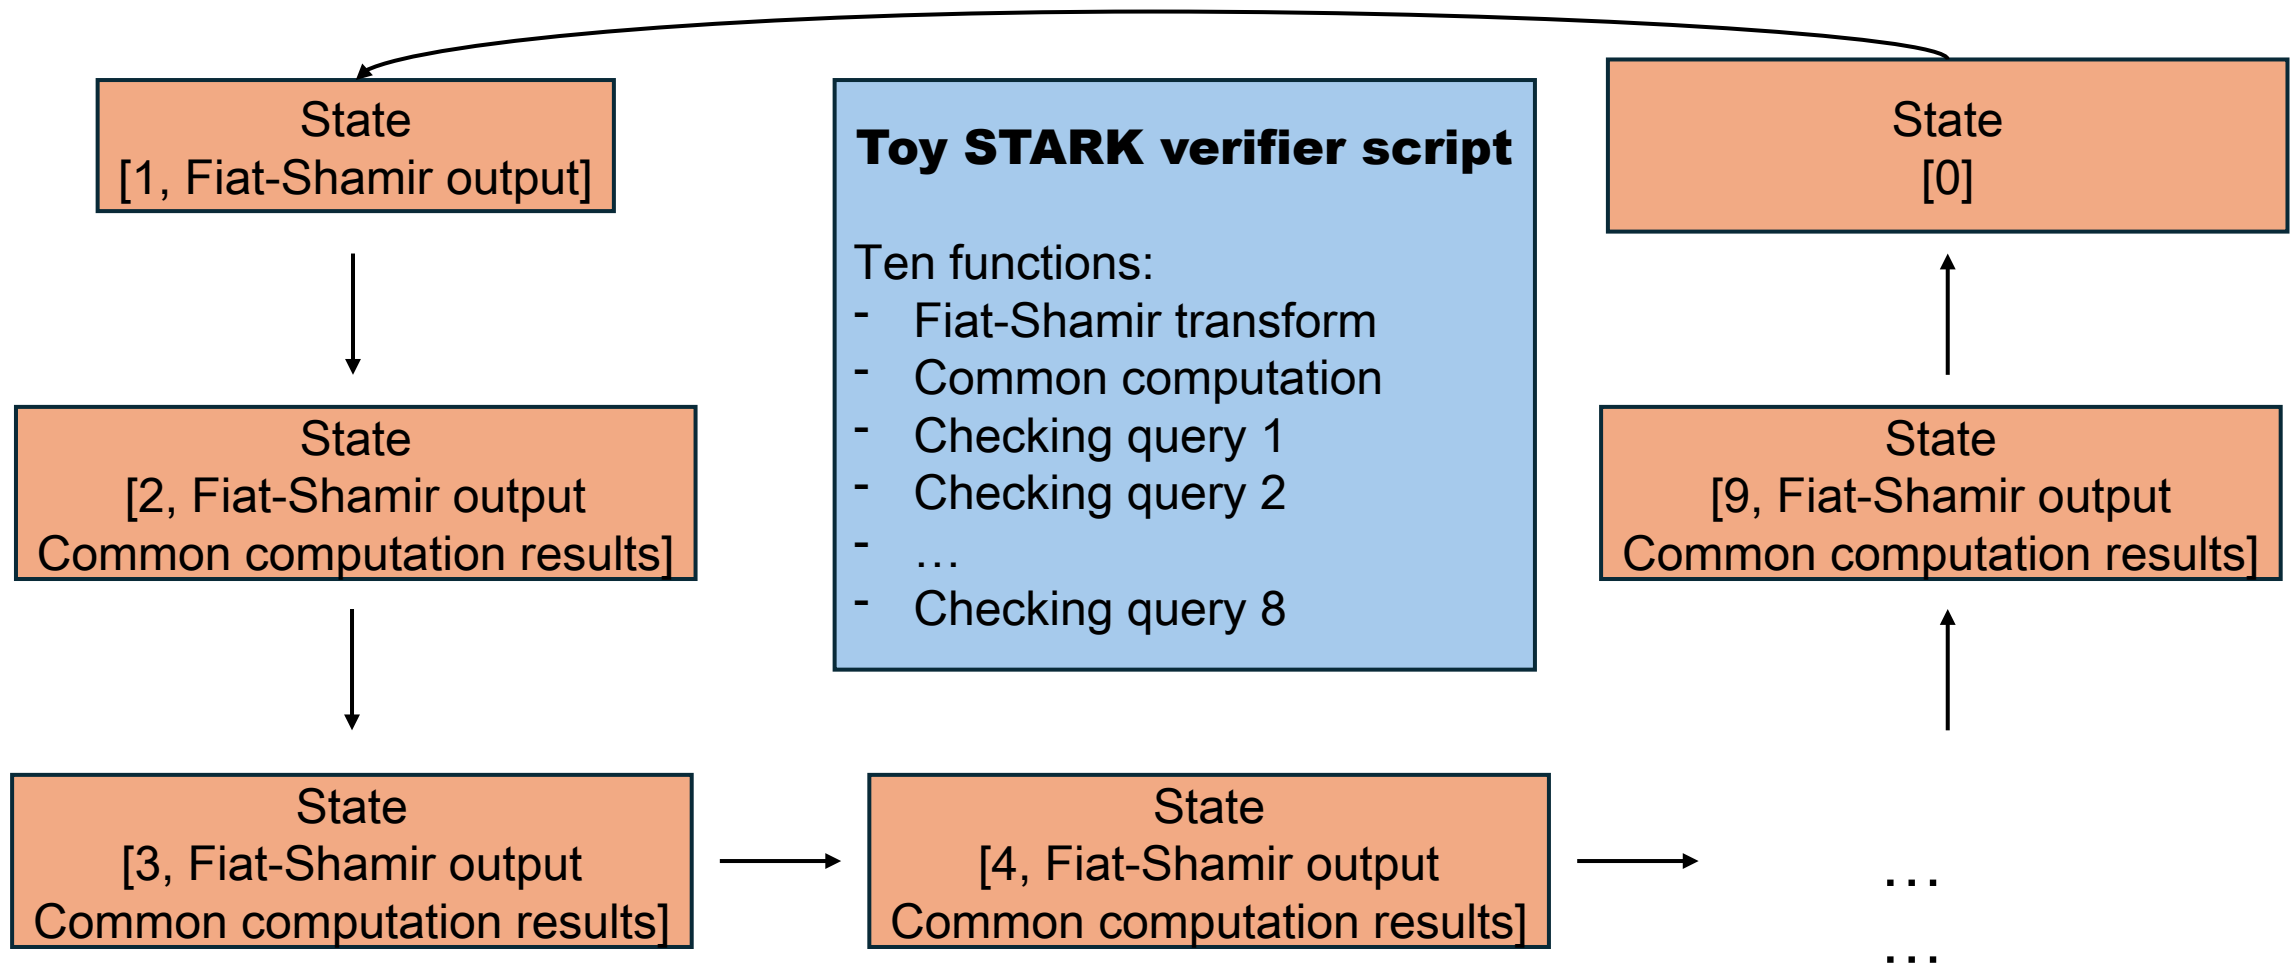 State
[1, Fiat-Shamir output]
Toy STARK verifier script
Ten functions:
- Fiat-Shamir transform
- Common computation
- Checking query 1
- Checking query 2
- …
- Checking query 8
State
[0]
State
[2, Fiat-Shamir output
Common computation results]
State
[9, Fiat-Shamir output
Common computation results]
State
[3, Fiat-Shamir output
Common computation results]
State
[4, Fiat-Shamir output
Common computation results]
…
…